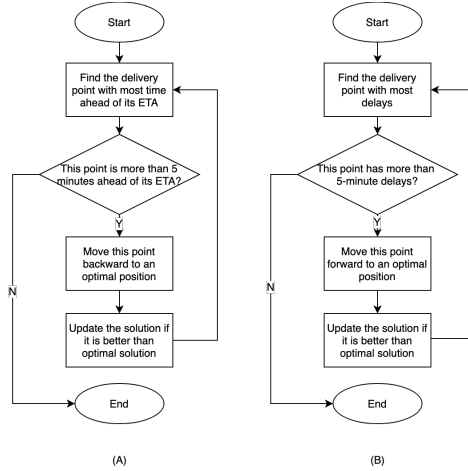 Start
Find the delivery
point with most time
ahead of its ETA
This point is more than 5
minutes ahead of its ETA?
Y
Move this point
backward to an
optimal position
N
Update the solution if
it is better than
optimal solution
End
(A)
Start
Find the delivery
point with most
delays
This point has more than
5-minute delays?
Y
Move this point
forward to an optimal
position
N
Update the solution if
it is better than
optimal solution
End
(B)